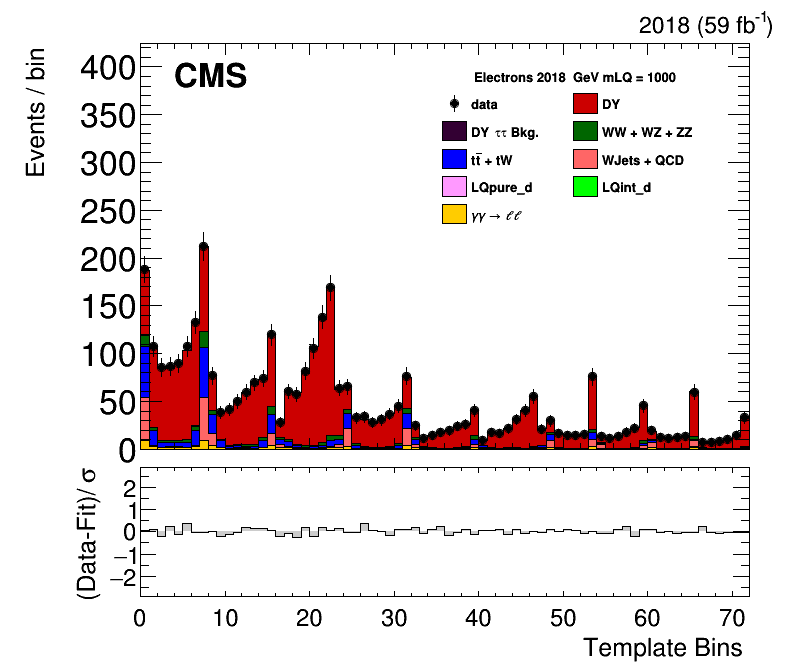 2018 (59 fb-1)
Events / bin
400
350
300
250
200
150
100
50
0
CMS
Electrons 2018 GeV mLQ = 1000
data
DY
DY ττ Bkg.
WW + WZ + ZZ
tt̄ + tW
WJets + QCD
LQpure_d
LQint_d
γγ → ℓℓ
(Data-Fit)/ σ
2
1
0
−1
−2
0 10 20 30 40 50 60 70
Template Bins